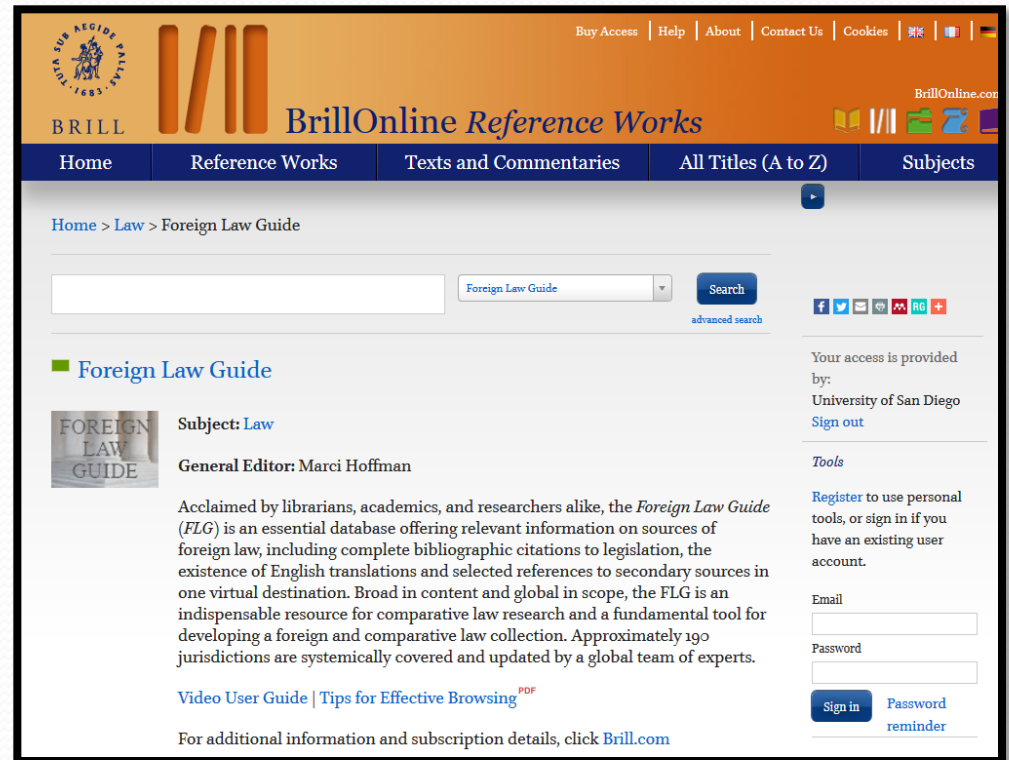 TUTA SUB AEGIDE PALLAS
·1683·
BRILL
Buy Access | Help | About | Contact Us | Cookies
BrillOnline.com
BrillOnline Reference Works
Home
Reference Works
Texts and Commentaries
All Titles (A to Z)
Subjects
Home > Law > Foreign Law Guide
Foreign Law Guide
Search
advanced search
RG
Foreign Law Guide
FOREIGN
LAW
GUIDE
Subject: Law
General Editor: Marci Hoffman
Acclaimed by librarians, academics, and researchers alike, the Foreign Law Guide
(FLG) is an essential database offering relevant information on sources of
foreign law, including complete bibliographic citations to legislation, the
existence of English translations and selected references to secondary sources in
one virtual destination. Broad in content and global in scope, the FLG is an
indispensable resource for comparative law research and a fundamental tool for
developing a foreign and comparative law collection. Approximately 190
jurisdictions are systemically covered and updated by a global team of experts.
Video User Guide | Tips for Effective Browsing PDF
For additional information and subscription details, click Brill.com
Your access is provided
by:
University of San Diego
Sign out
Tools
Register to use personal
tools, or sign in if you
have an existing user
account.
Email
Password
Sign in
Password
reminder